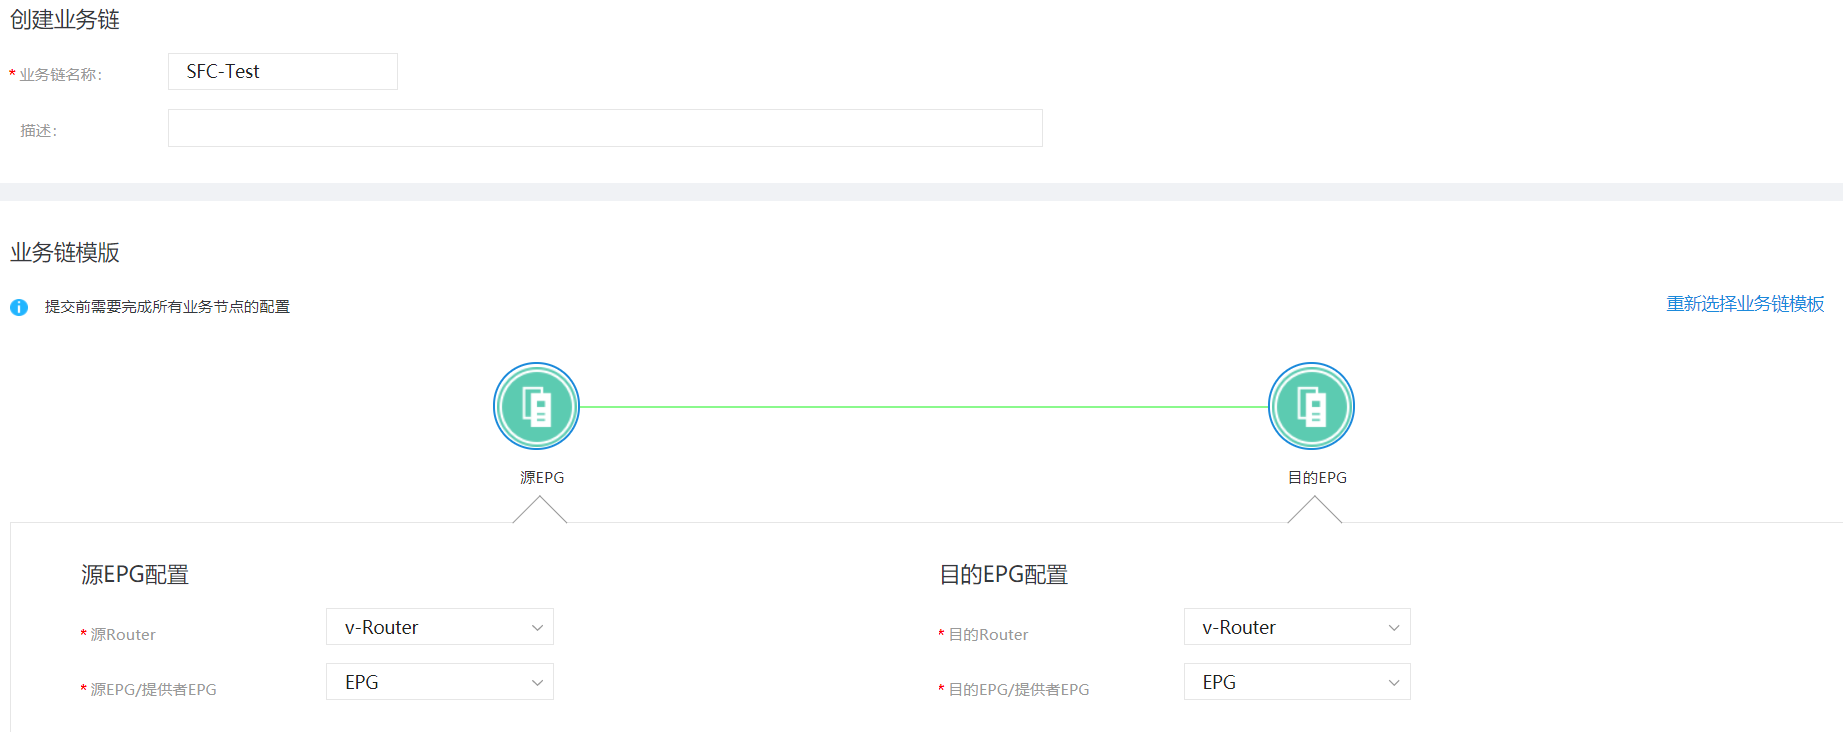 创建业务链
* 业务链名称: SFC-Test
描述:
业务链模版
i 提交前需要完成所有业务节点的配置 重新选择业务链模板
源EPG 目的EPG
源EPG配置 目的EPG配置
* 源Router v-Router * 目的Router v-Router
* 源EPG/提供者EPG EPG * 目的EPG/提供者EPG EPG